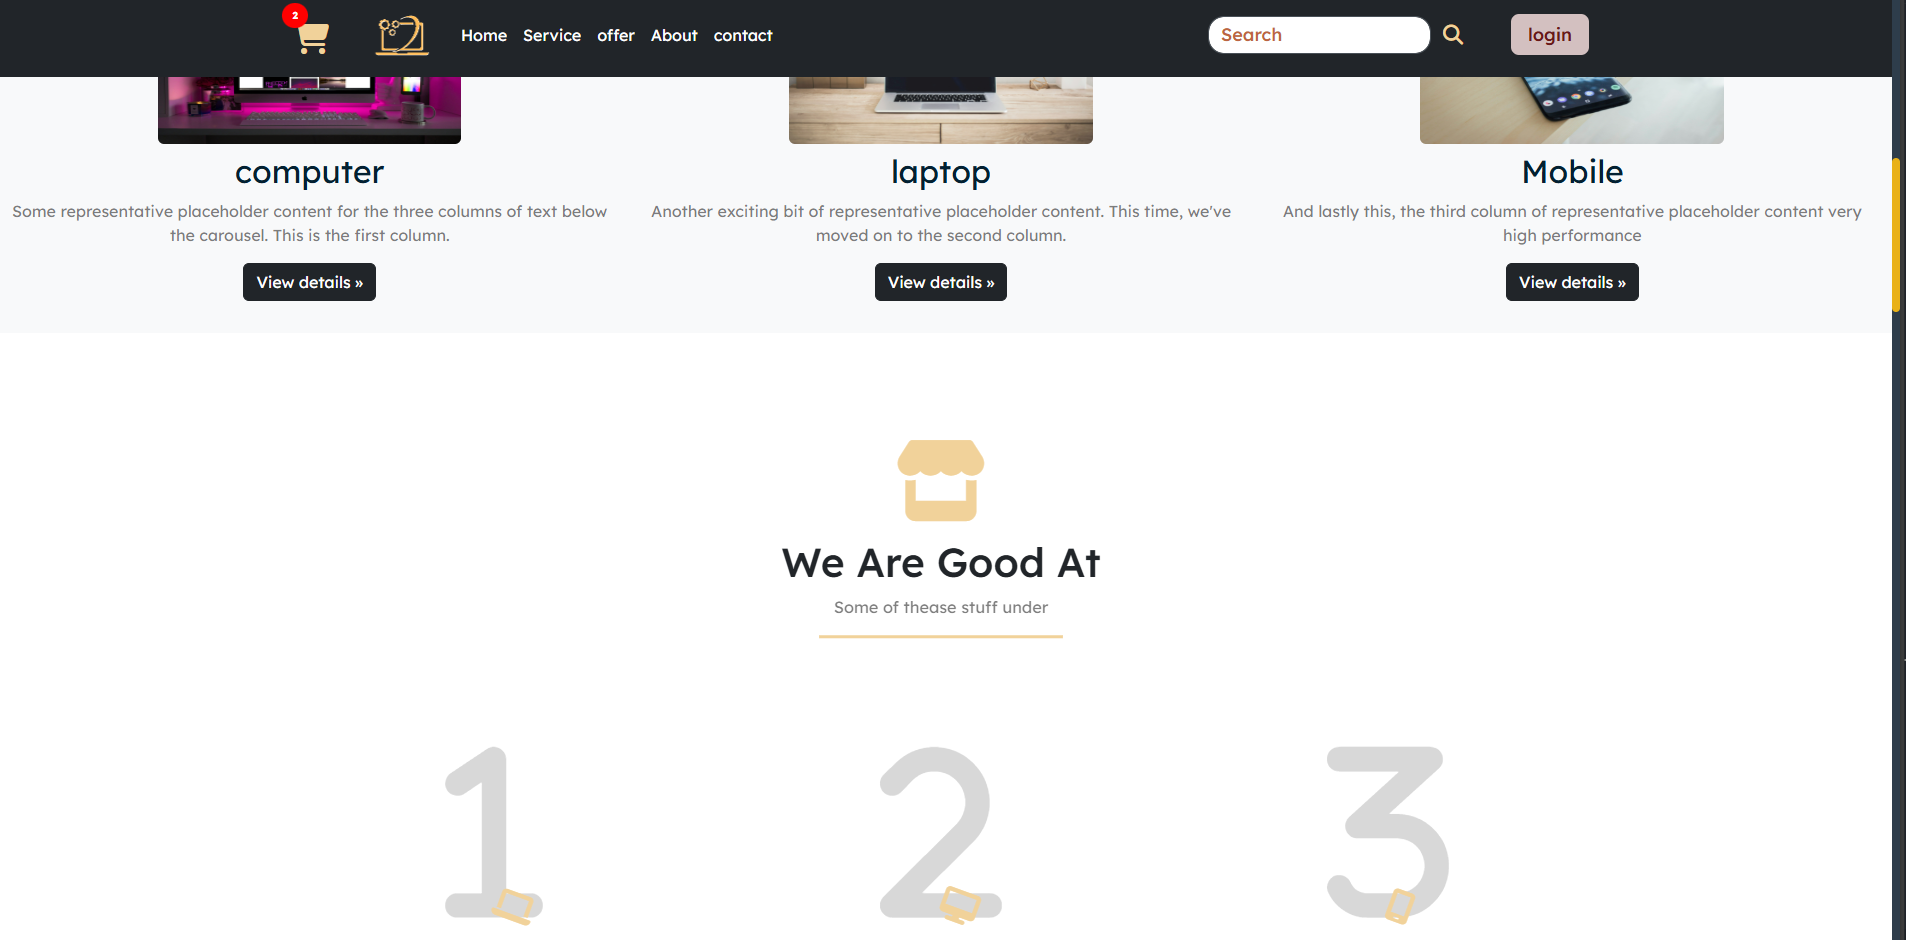 2
Home Service offer About contact
Search
login
computer
Some representative placeholder content for the three columns of text below
the carousel. This is the first column.
View details »
laptop
Another exciting bit of representative placeholder content. This time, we've
moved on to the second column.
View details »
Mobile
And lastly this, the third column of representative placeholder content very
high performance
View details »
We Are Good At
Some of thease stuff under
1
2
3